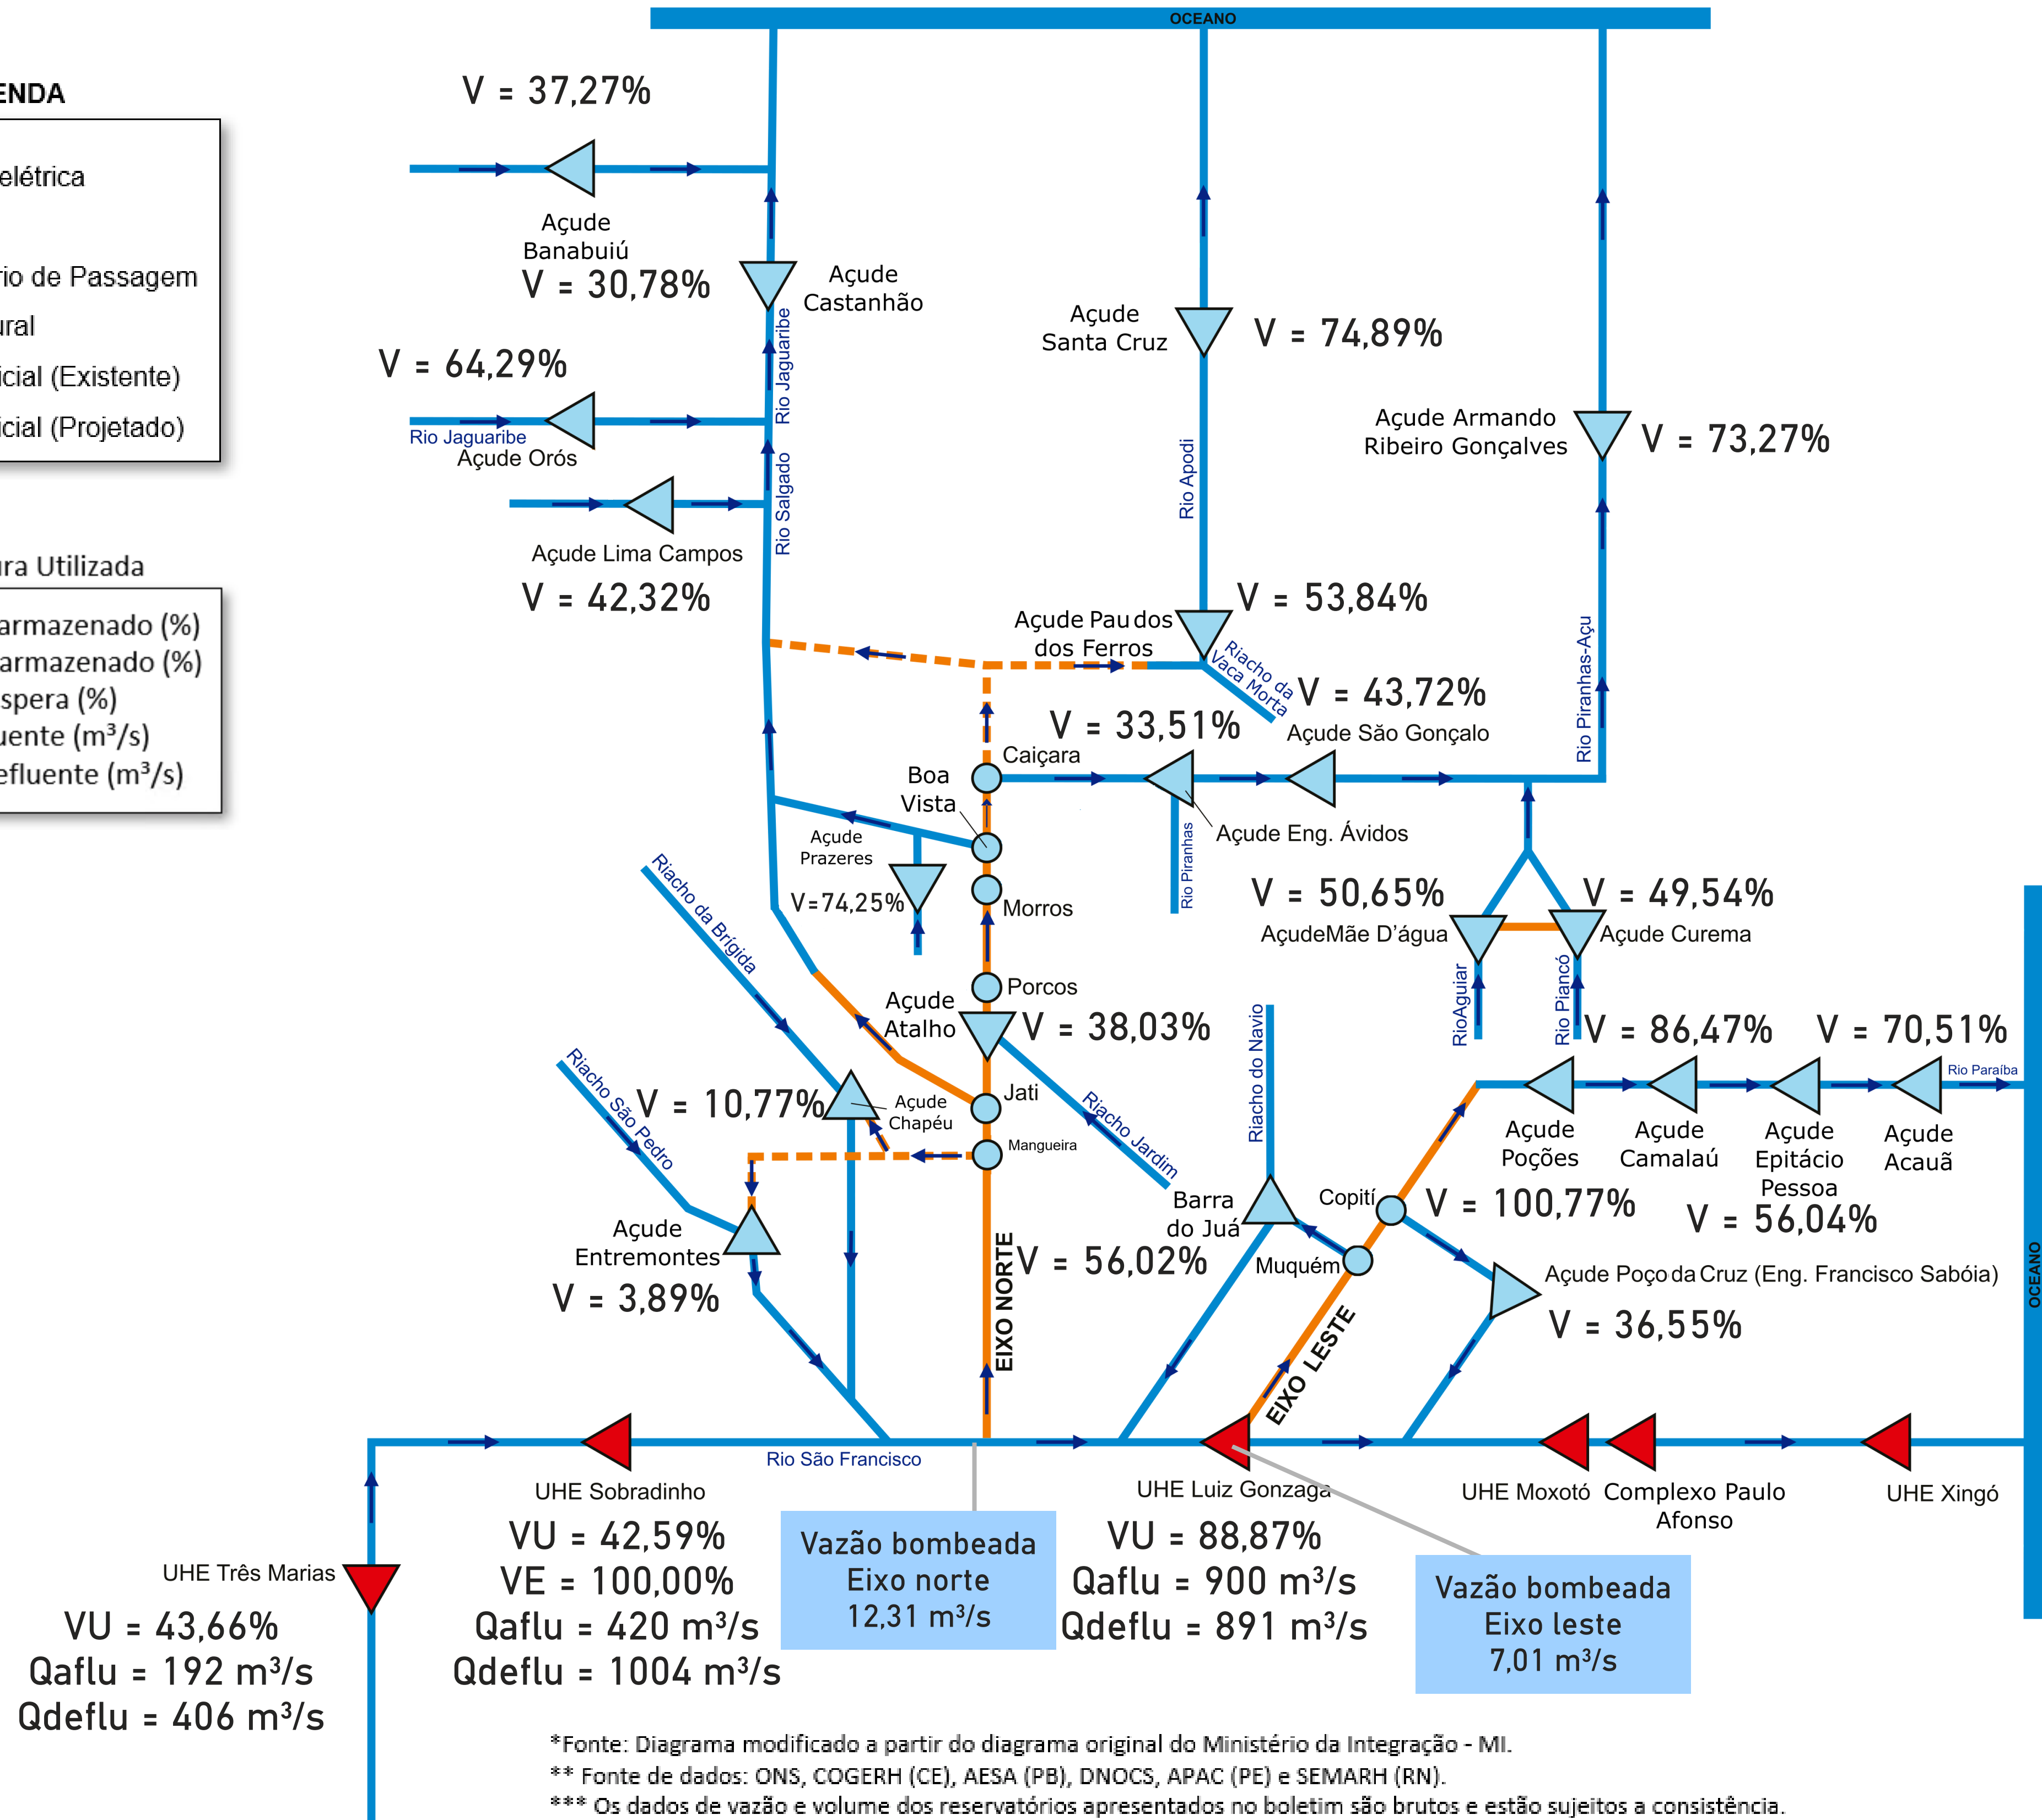 OCEANO
ENDA
elétrica
rio de Passagem
ural
icial (Existente)
icial (Projetado)
ura Utilizada
armazenado (%)
armazenado (%)
spera (%)
uente (m³/s)
efluente (m³/s)
V = 37,27%
Açude
Banabuiú
V = 30,78%
Açude
Castanhão
Rio Jaguaribe
V = 64,29%
Rio Jaguaribe
Açude Orós
Rio Salgado
Açude Lima Campos
V = 42,32%
Açude
Santa Cruz
V = 74,89%
Rio Apodi
Açude Armando
Ribeiro Gonçalves
V = 73,27%
Rio Piranhas-Açu
Açude Pau dos
dos Ferros
V = 53,84%
Riacho da
Vaca Morta
V = 43,72%
Açude São Gonçalo
V = 33,51%
Caiçara
Boa
Vista
Açude Eng. Ávidos
Rio Piranhas
Açude
Prazeres
V= 74,25%
Morros
Porcos
Açude
Atalho
V = 38,03%
Jati
Mangueira
Riacho Jardim
Riacho da Brígida
Riacho São Pedro
V = 10,77%
Açude
Chapéu
Açude
Entremontes
V = 3,89%
V = 50,65%
AçudeMãe D'água
V = 49,54%
Açude Curema
RioAguiar
Rio Piancó
V = 86,47%
V = 70,51%
Rio Paraíba
Açude
Poções
Açude
Camalaú
Açude
Epitácio
Pessoa
Açude
Acauã
V = 100,77%
V = 56,04%
Riacho do Navio
Barra
do Juá
V = 56,02%
Copití
Muquém
Açude Poço da Cruz (Eng. Francisco Sabóia)
V = 36,55%
EIXO NORTE
EIXO LESTE
OCEANO
Rio São Francisco
UHE Sobradinho
VU = 42,59%
VE = 100,00%
Qaflu = 420 m³/s
Qdeflu = 1004 m³/s
Vazão bombeada
Eixo norte
12,31 m³/s
UHE Luiz Gonzaga
VU = 88,87%
Qaflu = 900 m³/s
Qdeflu = 891 m³/s
Vazão bombeada
Eixo leste
7,01 m³/s
UHE Moxotó
Complexo Paulo
Afonso
UHE Xingó
UHE Três Marias
VU = 43,66%
Qaflu = 192 m³/s
Qdeflu = 406 m³/s
*Fonte: Diagrama modificado a partir do diagrama original do Ministério da Integração - MI.
** Fonte de dados: ONS, COGERH (CE), AESA (PB), DNOCS, APAC (PE) e SEMARH (RN).
*** Os dados de vazão e volume dos reservatórios apresentados no boletim são brutos e estão sujeitos a consistência.